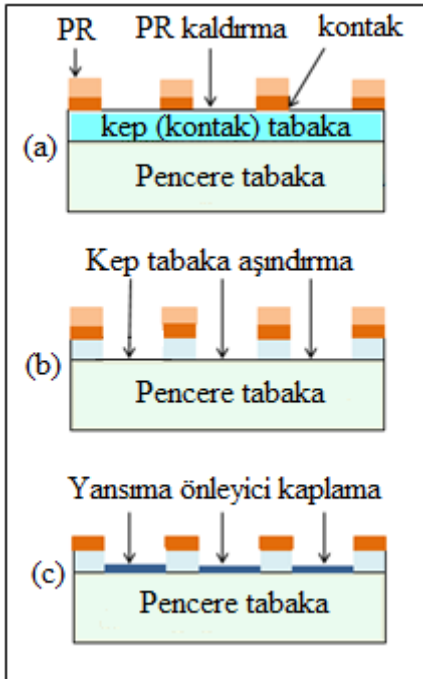 PR PR kaldırma kontak
kep (kontak) tabaka
(a)
Pencere tabaka
Kep tabaka aşındırma
(b)
Pencere tabaka
Yansıma önleyici kaplama
(c)
Pencere tabaka